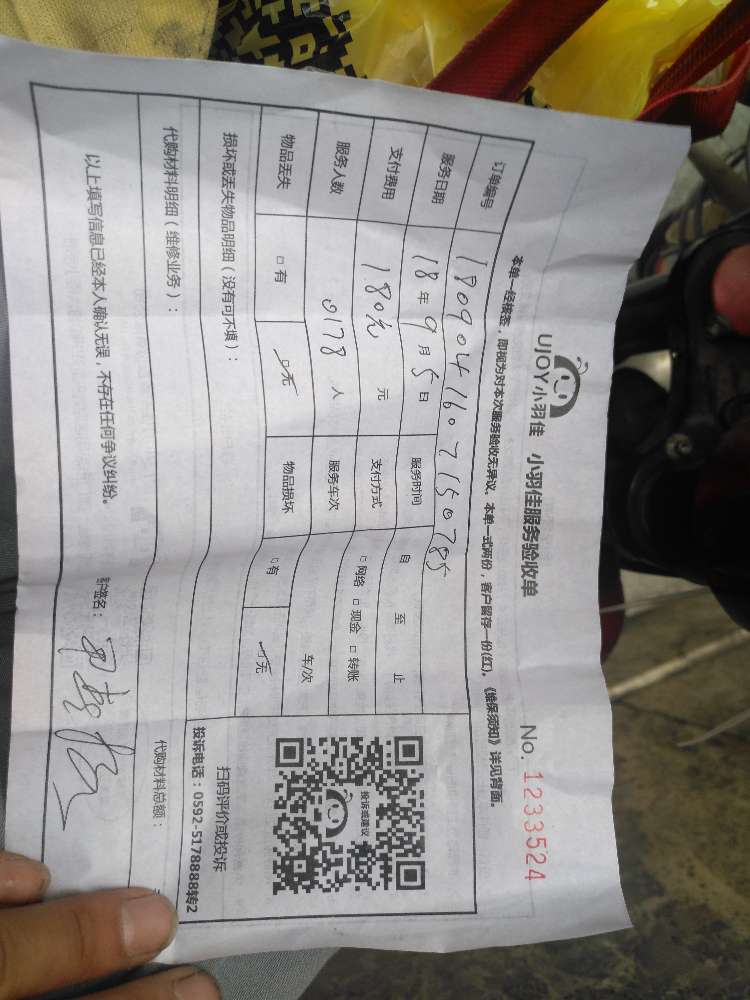 UJOY小羽佳 小羽佳服务验收单
No. 1233524
本单一经核签，即视为对本次服务验收无异议。本单一式两份，客户留存一份(红)。《维保须知》详见背面。
订单编号 1809041607150785
服务日期 18年9月5日 服务时间 自 至 止
支付费用 180元 元 支付方式 □网络 □现金 □转账
服务人数 0178 人 服务车次 车/次
物品丢失 □有 □无 物品损坏 □有 □无
损坏或丢失物品明细（没有可不填）：
投诉或建议
扫码评价或投诉
投诉电话：0592-5178888转2
代购材料明细（维修业务）： 代购材料总额：
以上填写信息已经本人确认无误，不存在任何争议纠纷。 签名：